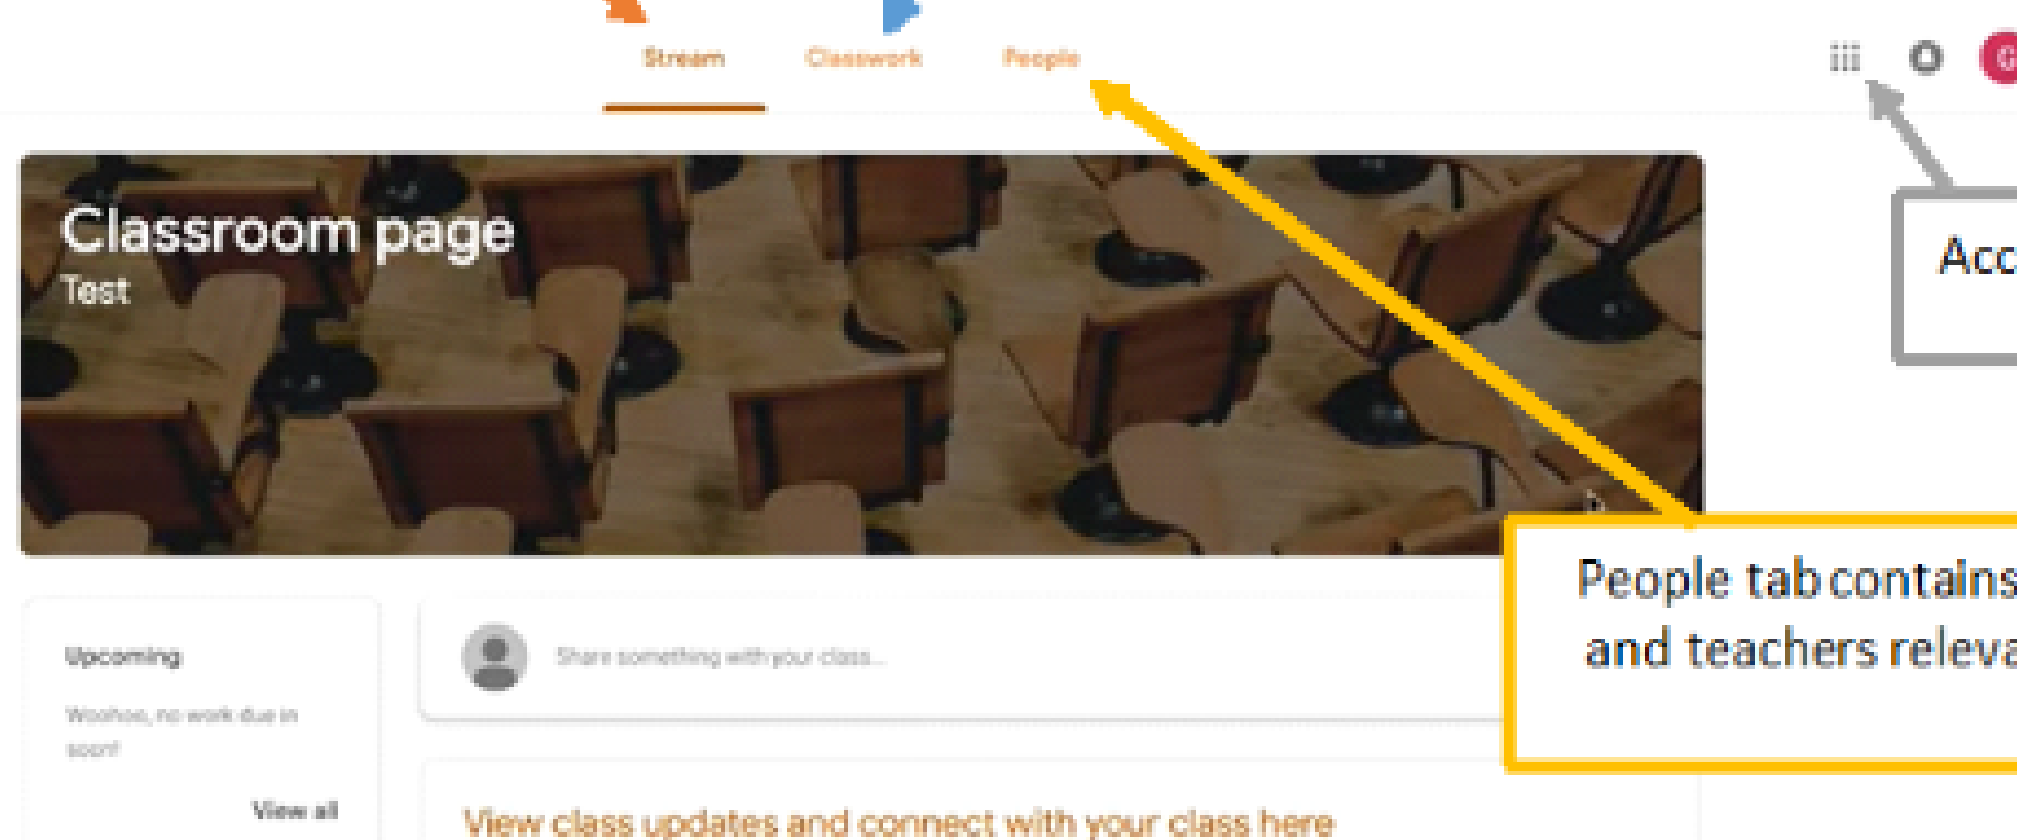 Stream Classwork People
G
Classroom page
Test
Acc
People tab contains
and teachers releva
Upcoming
Share something with your class...
Woohoo, no work due in
soon!
View all
View class updates and connect with your class here